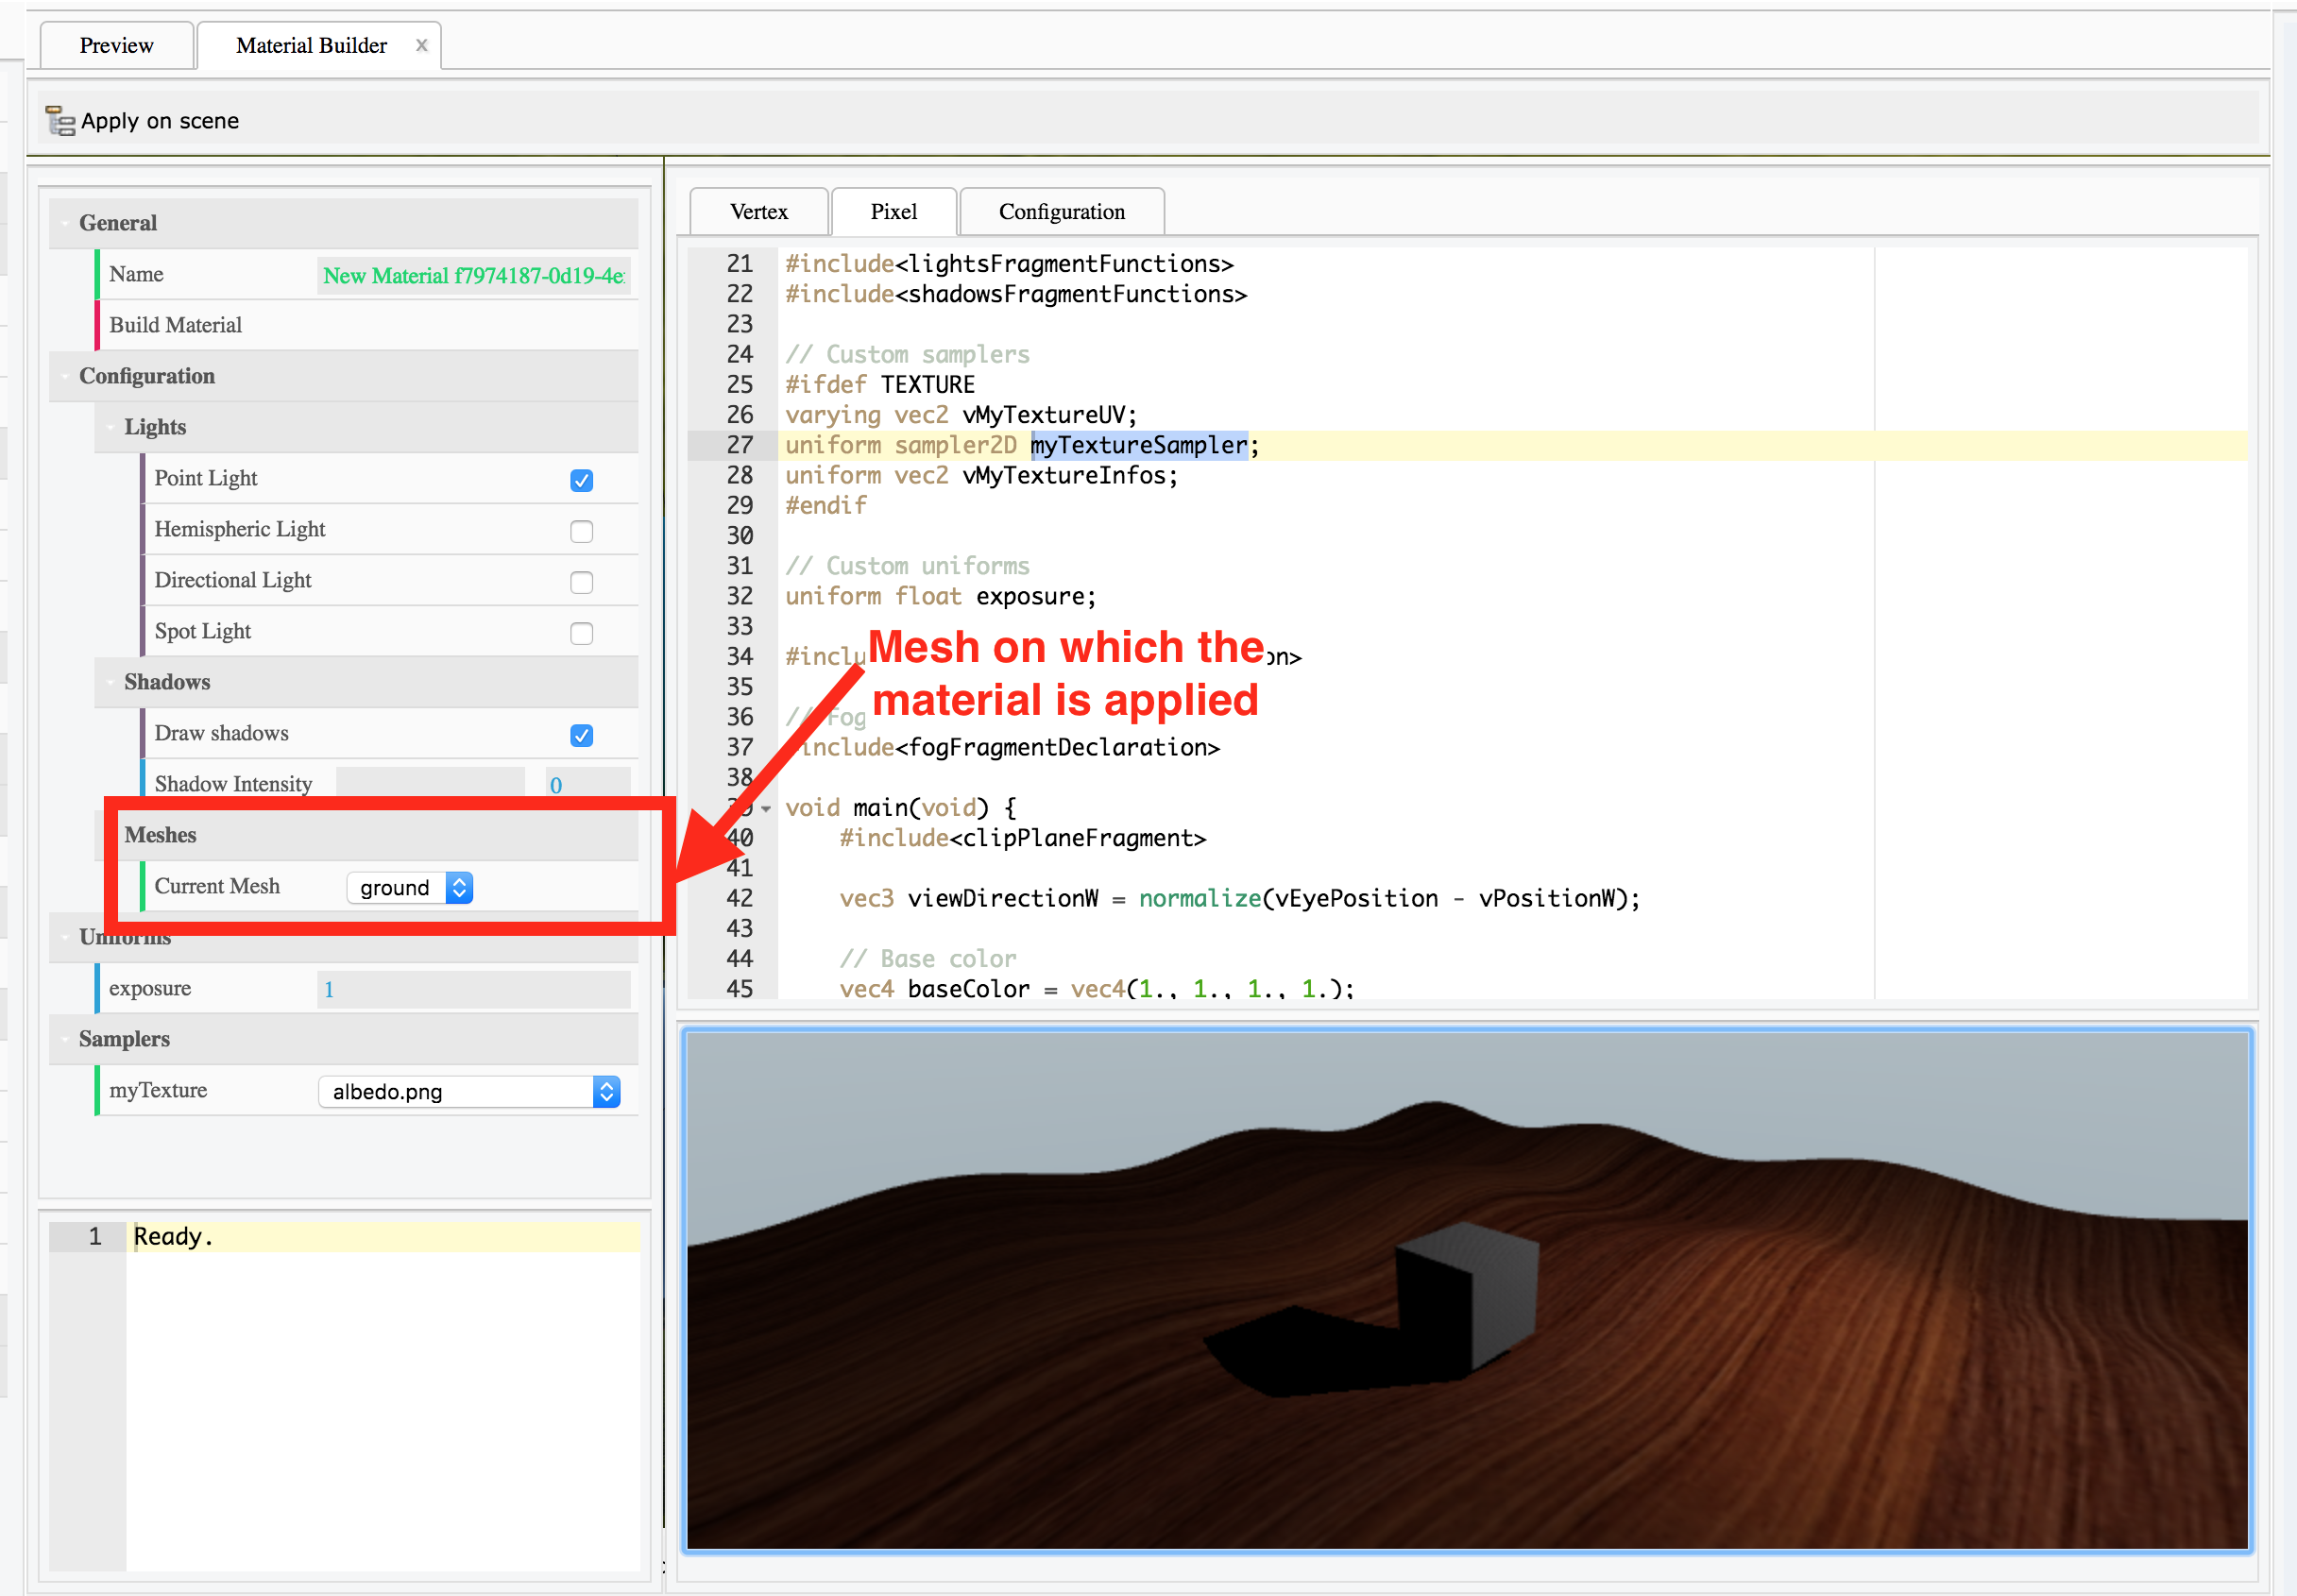 Preview
Material Builder x
Apply on scene
General
Name New Material f7974187-0d19-4e
Build Material
Configuration
Lights
Point Light
Hemispheric Light
Directional Light
Spot Light
Shadows
Draw shadows
Shadow Intensity 0
Meshes
Current Mesh ground
Uniforms
exposure 1
Samplers
myTexture albedo.png
1 Ready.
Vertex
Pixel
Configuration
21 #include<lightsFragmentFunctions>
22 #include<shadowsFragmentFunctions>
23
24 // Custom samplers
25 #ifdef TEXTURE
26 varying vec2 vMyTextureUV;
27 uniform sampler2D myTextureSampler;
28 uniform vec2 vMyTextureInfos;
29 #endif
30
31 // Custom uniforms
32 uniform float exposure;
33
34 #inclu on>
35
36 // Fog
37 #include<fogFragmentDeclaration>
38
39 void main(void) {
40 #include<clipPlaneFragment>
41
42 vec3 viewDirectionW = normalize(vEyePosition - vPositionW);
43
44 // Base color
45 vec4 baseColor = vec4(1., 1., 1., 1.);
Mesh on which the
material is applied